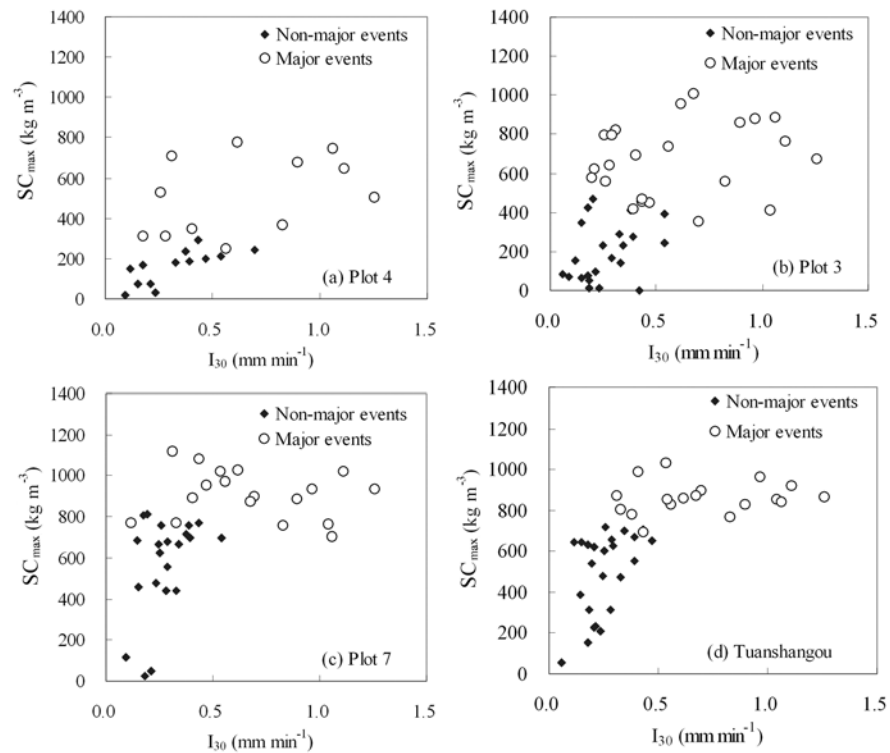 1400
1200
1000
800
600
400
200
0
SCmax (kg m-3)
Non-major events
Major events
(a) Plot 4
0.0 0.5 1.0 1.5
I30 (mm min-1)
1400
1200
1000
800
600
400
200
0
SCmax (kg m-3)
Non-major events
Major events
(b) Plot 3
0.0 0.5 1.0 1.5
I30 (mm min-1)
1400
1200
1000
800
600
400
200
0
SCmax (kg m-3)
Non-major events
Major events
(c) Plot 7
0.0 0.5 1.0 1.5
I30 (mm min-1)
1400
1200
1000
800
600
400
200
0
SCmax (kg m-3)
Non-major events
Major events
(d) Tuanshangou
0.0 0.5 1.0 1.5
I30 (mm min-1)